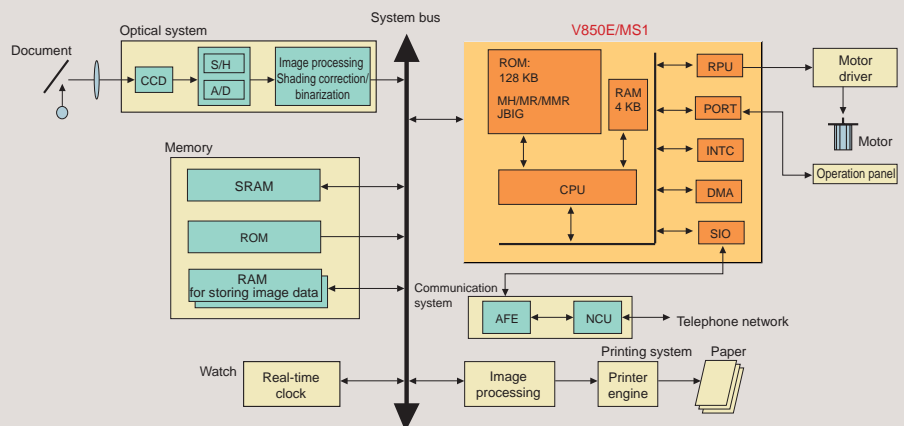 System bus
V850E/MS1
Optical system
Document
CCD
S/H
A/D
Image processing
Shading correction/
binarization
ROM:
128 KB
MH/MR/MMR
JBIG
RAM
4 KB
CPU
RPU
PORT
INTC
DMA
SIO
Motor
driver
Motor
Operation panel
Memory
SRAM
ROM
RAM
for storing image data
Communication
system
AFE
NCU
Telephone network
Watch
Real-time
clock
Image
processing
Printing system
Printer
engine
Paper